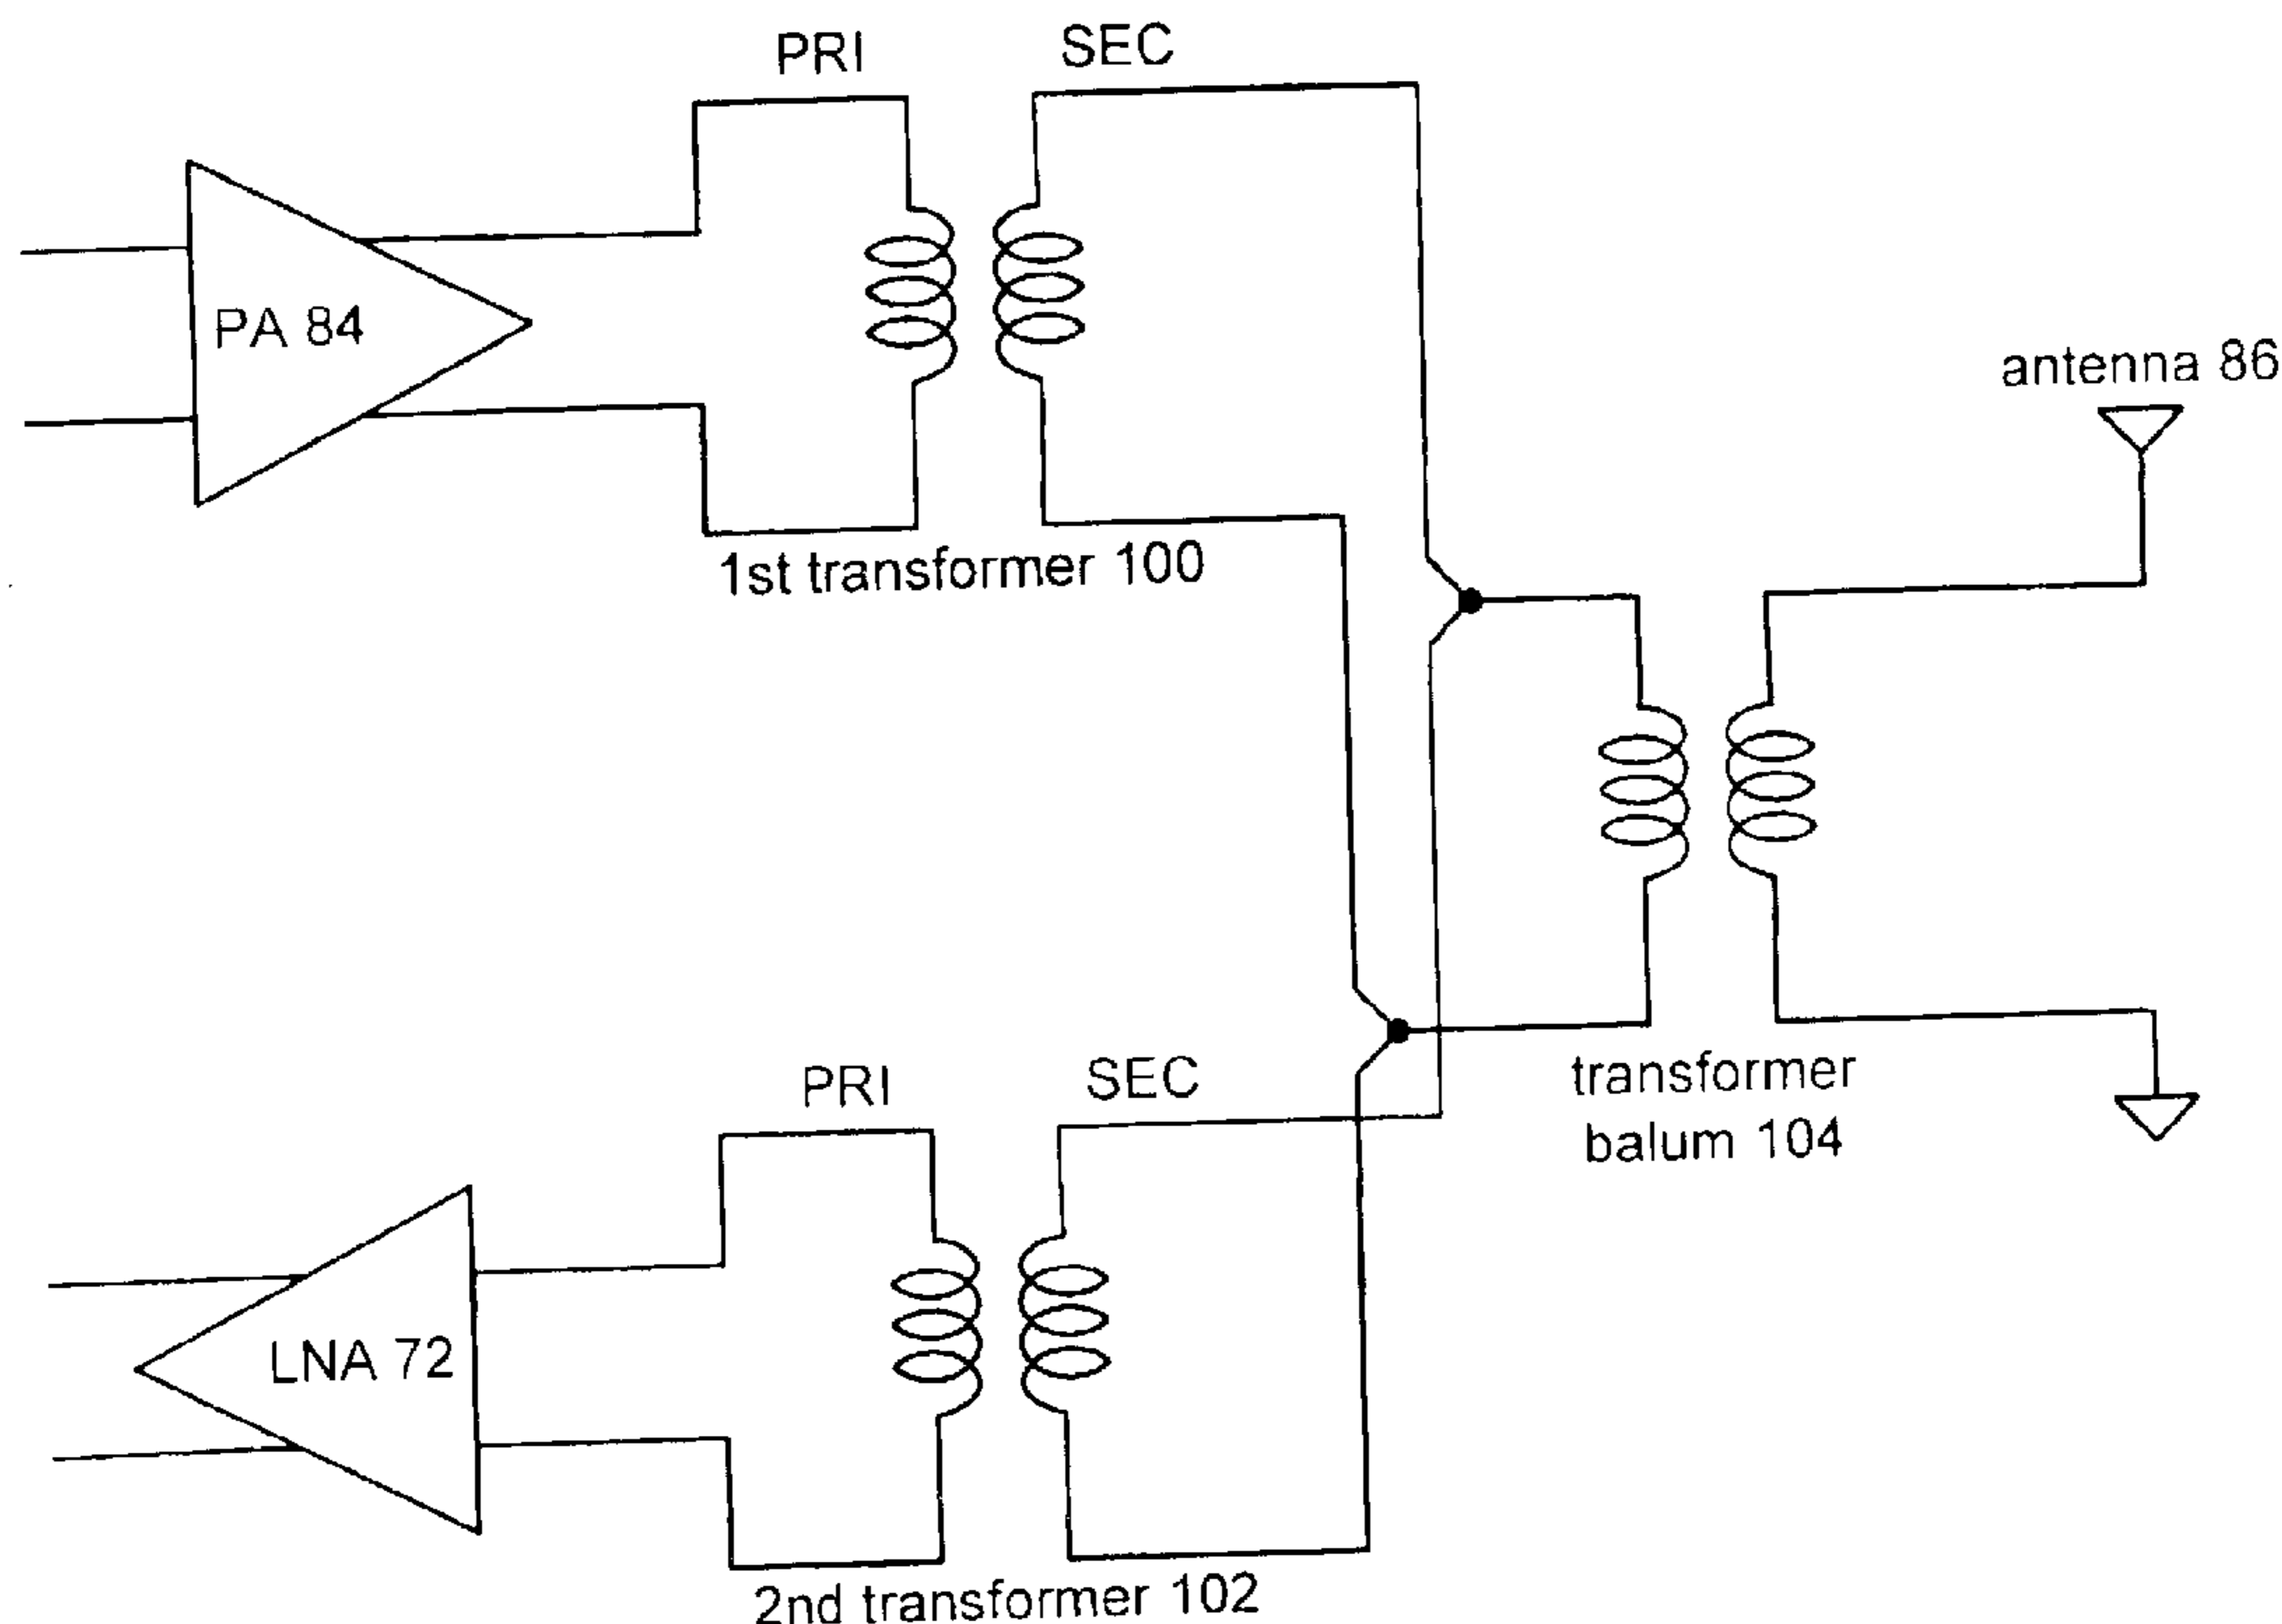 PRI
SEC
PA 84
antenna 86
1st transformer 100
transformer
balum 104
PRI
SEC
LNA 72
2nd transformer 102